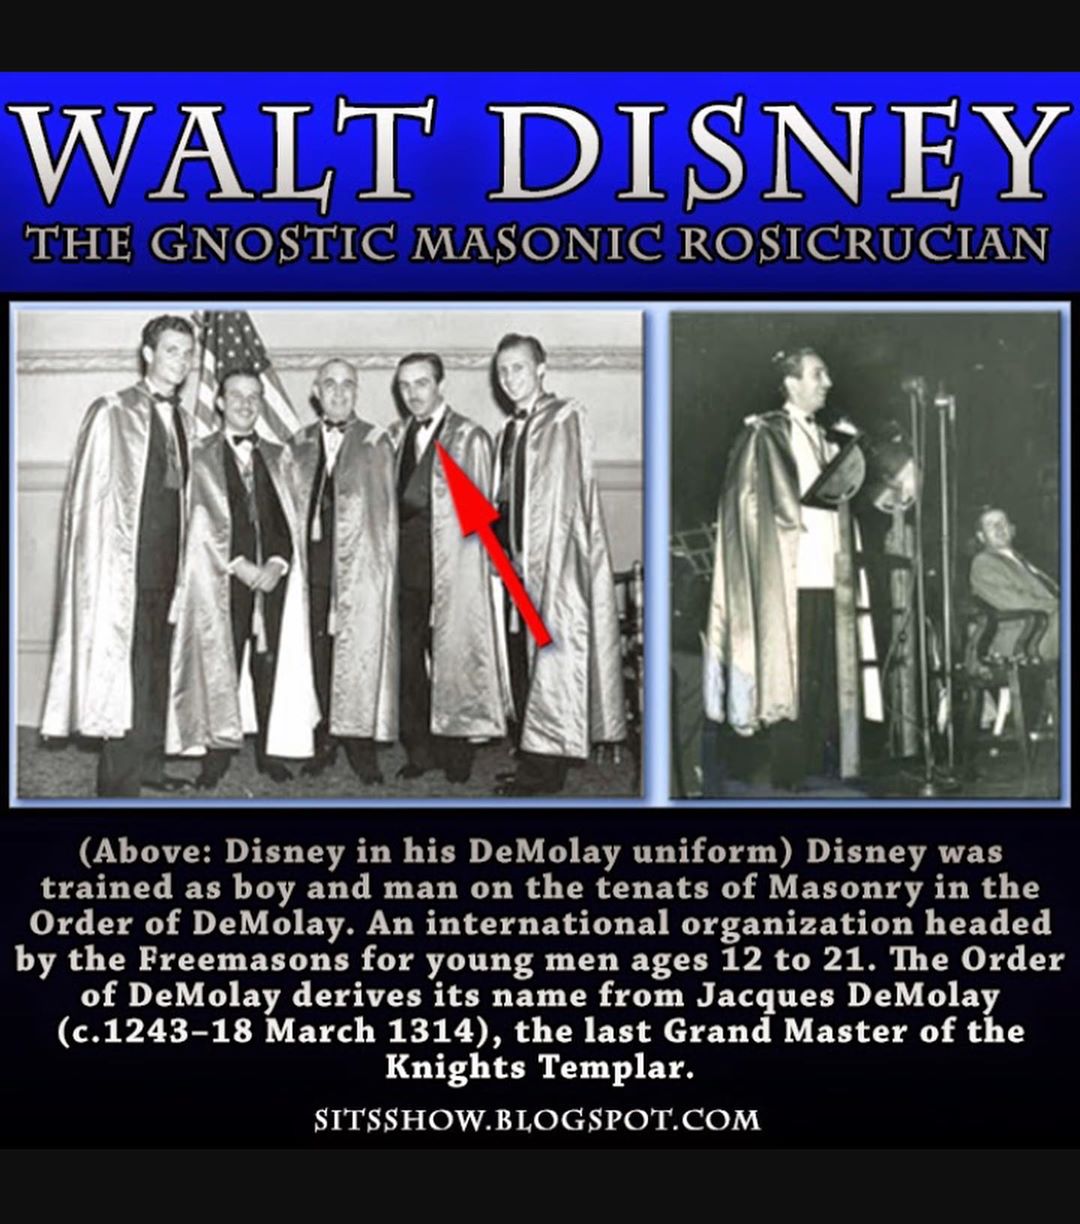 WALT DISNEY
THE GNOSTIC MASONIC ROSICRUCIAN
(Above: Disney in his DeMolay uniform) Disney was
trained as boy and man on the tenats of Masonry in the
Order of DeMolay. An international organization headed
by the Freemasons for young men ages 12 to 21. The Order
of DeMolay derives its name from Jacques DeMolay
(c.1243–18 March 1314), the last Grand Master of the
Knights Templar.
SITSSHOW.BLOGSPOT.COM